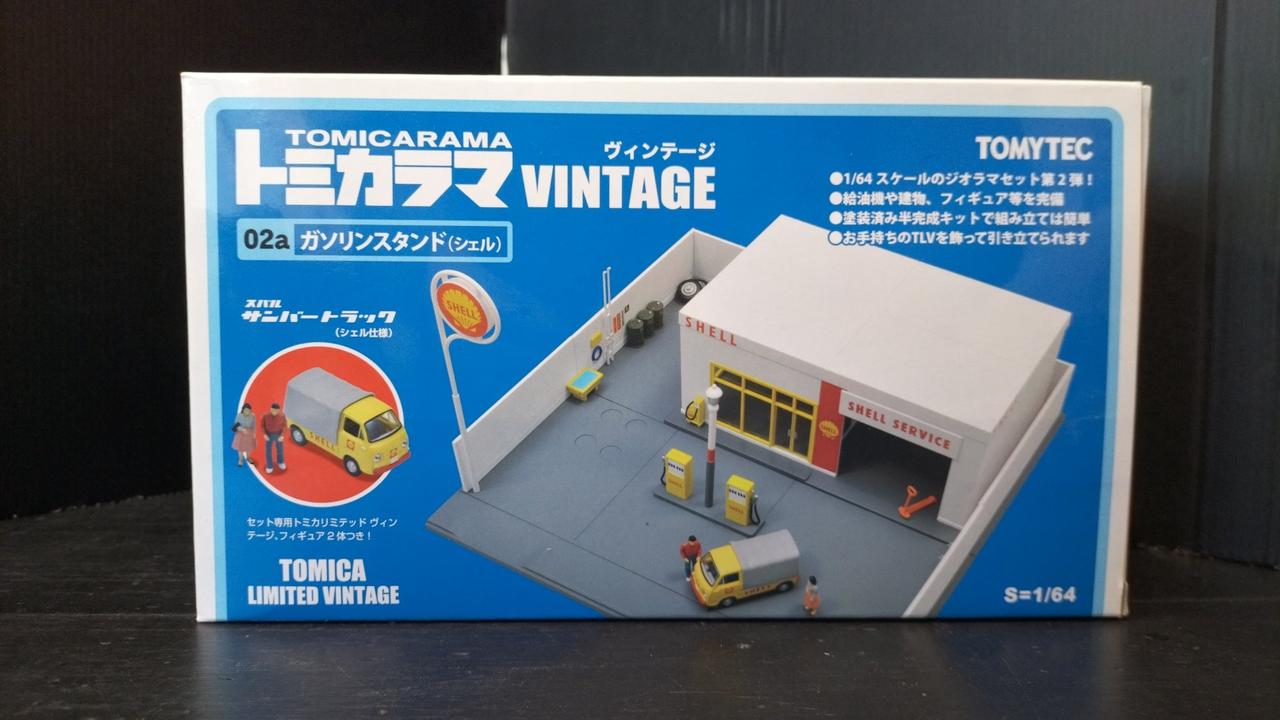 TOMICARAMA
トミカラマ
ヴィンテージ
VINTAGE
02a ガソリンスタンド(シェル)
TOMYTEC
●1/64 スケールのジオラマセット第2弾!
●給油機や建物、フィギュア等を完備
●塗装済み半完成キットで組み立ては簡単
●お手持ちのTLVを飾って引き立てられます
スバル
サンバートラック
(シェル仕様)
SHELL
セット専用トミカリミテッド ヴィン
テージ、フィギュア2体つき!
TOMICA
LIMITED VINTAGE
SHELL
SHELL
SHELL
SHELL SERVICE
SHELL
SHELL
SHELL
S=1/64